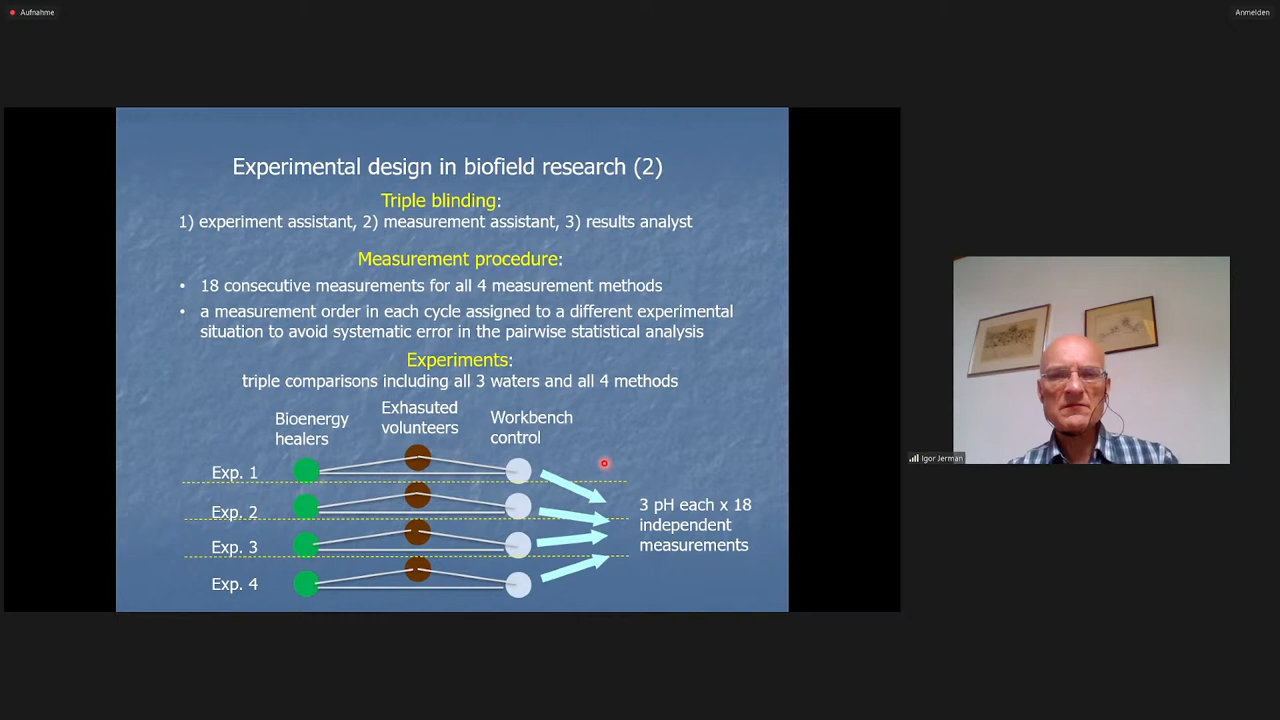 Aufnahme
Anmelden
Experimental design in biofield research (2)
Triple blinding:
1) experiment assistant, 2) measurement assistant, 3) results analyst
Measurement procedure:
• 18 consecutive measurements for all 4 measurement methods
• a measurement order in each cycle assigned to a different experimental
situation to avoid systematic error in the pairwise statistical analysis
Experiments:
triple comparisons including all 3 waters and all 4 methods
Bioenergy
healers
Exhasuted
volunteers
Workbench
control
Exp. 1
Exp. 2
Exp. 3
Exp. 4
3 pH each x 18
independent
measurements
Igor Jerman